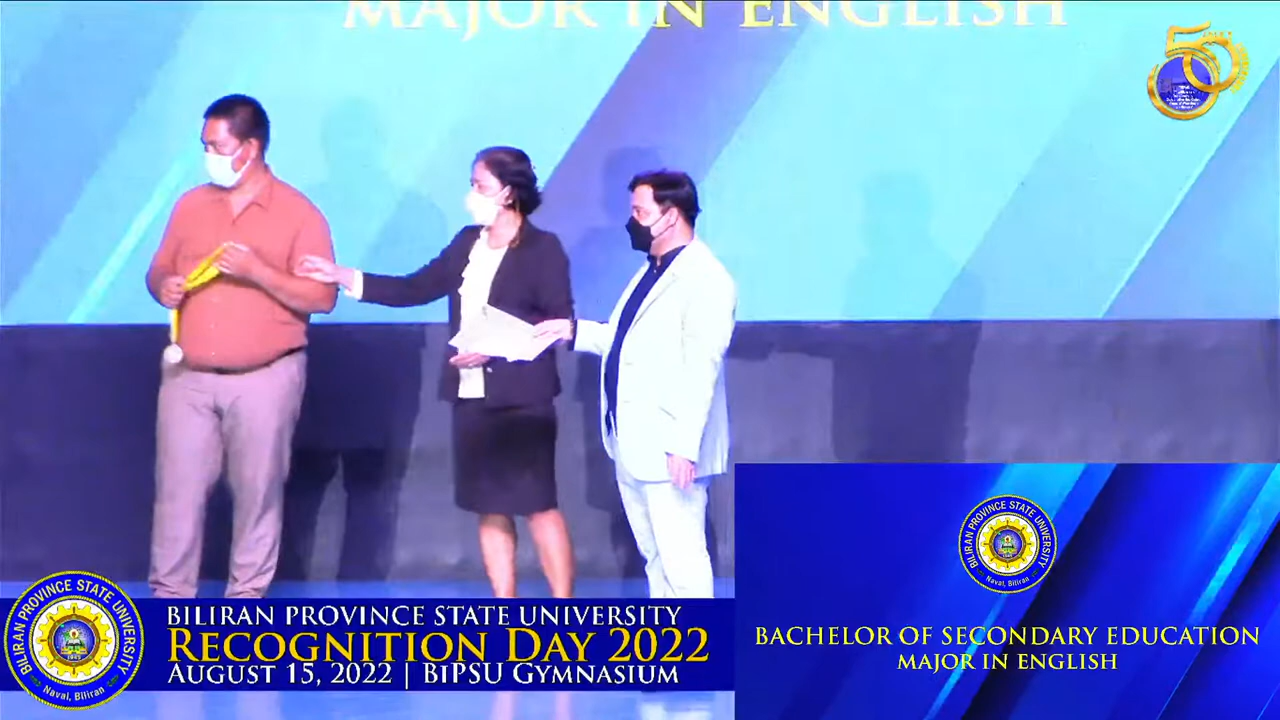 MAJOR IN ENGLISH
50
BILIRAN PROVINCE STATE UNIVERSITY
Naval, Biliran
BILIRAN PROVINCE STATE UNIVERSITY
RECOGNITION DAY 2022
AUGUST 15, 2022 | BIPSU GYMNASIUM
BILIRAN PROVINCE STATE UNIVERSITY
Naval, Biliran
BACHELOR OF SECONDARY EDUCATION
MAJOR IN ENGLISH